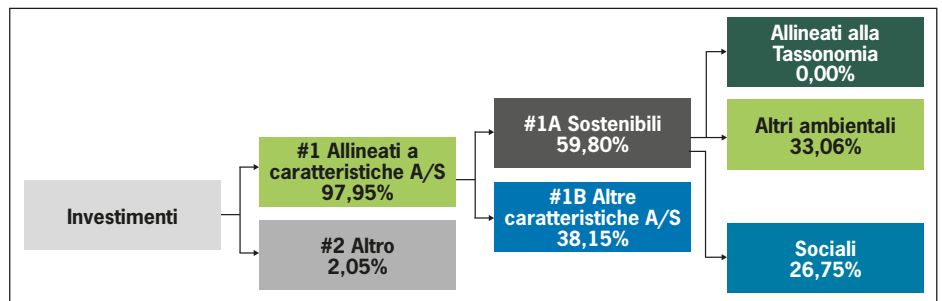 Investimenti
#1 Allineati a
caratteristiche A/S
97,95%
#2 Altro
2,05%
#1A Sostenibili
59,80%
#1B Altre
caratteristiche A/S
38,15%
Allineati alla
Tassonomia
0,00%
Altri ambientali
33,06%
Sociali
26,75%